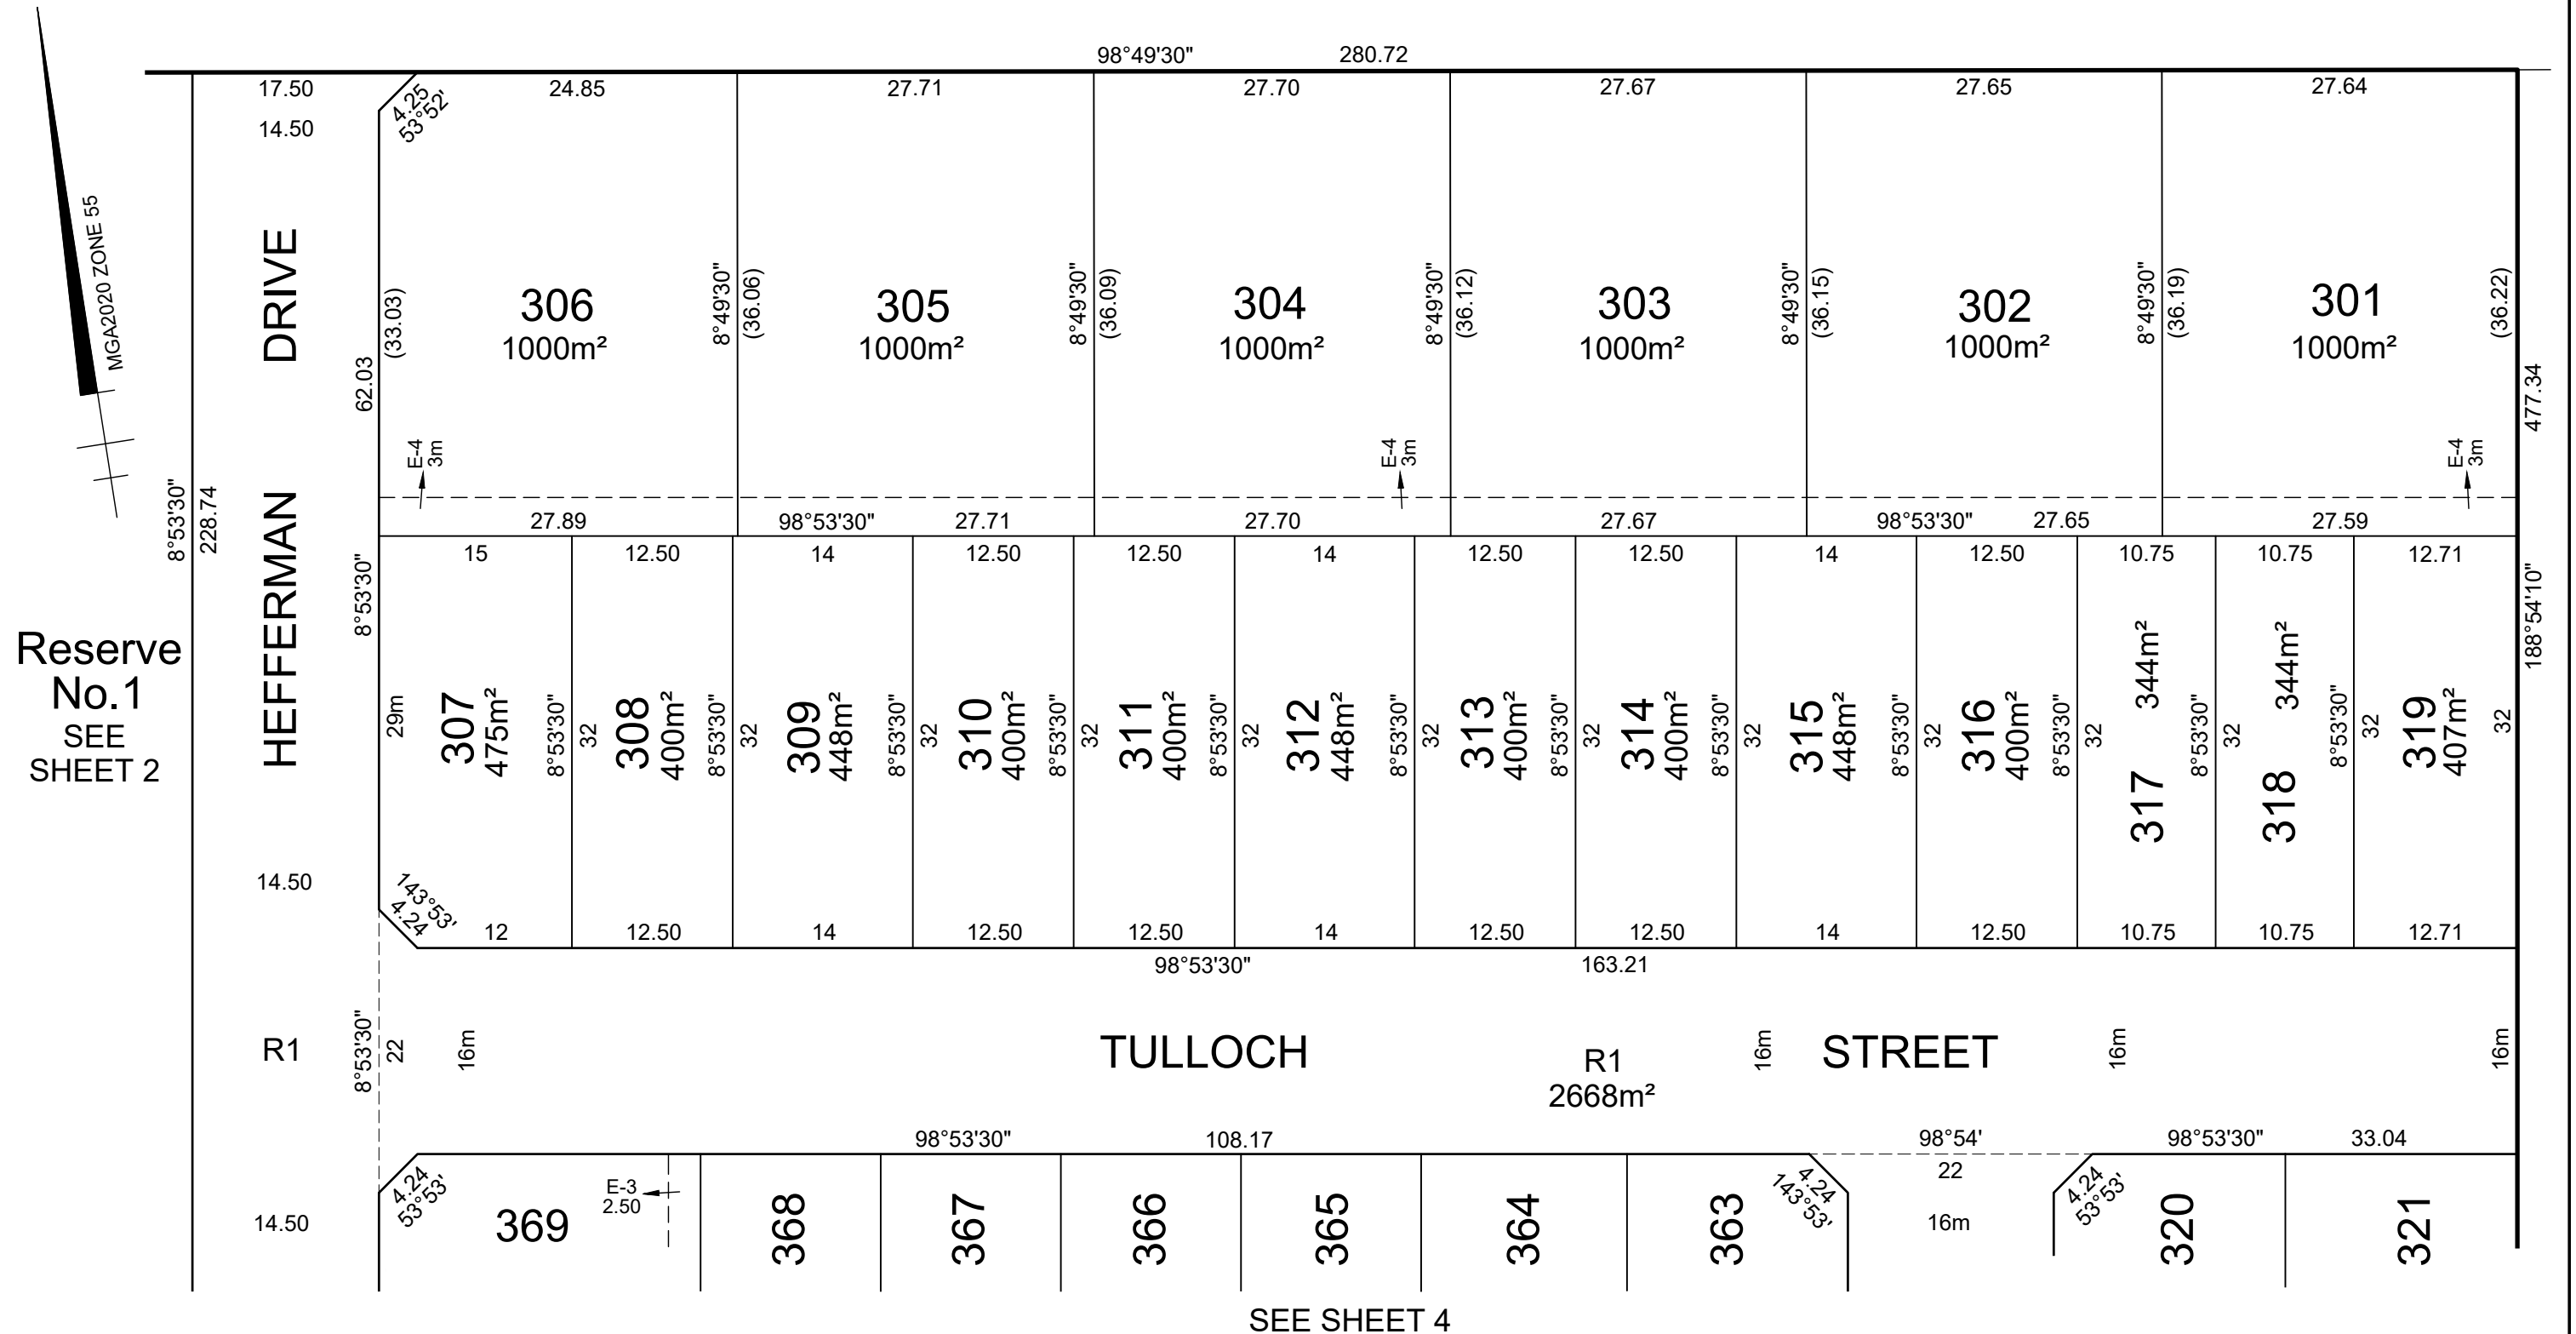 98°49'30" 280.72
17.50 24.85 27.71 27.70 27.67 27.65 27.64
4.25
53°52'
14.50
MGA2020 ZONE 55
HEFFERMAN DRIVE
62.03
(33.03)
306
1000m²
8°49'30"
(36.06)
305
1000m²
8°49'30"
(36.09)
304
1000m²
8°49'30"
(36.12)
303
1000m²
8°49'30"
(36.15)
302
1000m²
8°49'30"
(36.19)
301
1000m²
(36.22)
477.34
E-4
3m
E-4
3m
E-4
3m
27.89 98°53'30" 27.71 27.70 27.67 98°53'30" 27.65 27.59
8°53'30"
228.74
15 12.50 14 12.50 12.50 14 12.50 12.50 14 12.50 10.75 10.75 12.71
8°53'30"
188°54'10"
Reserve
No.1
SEE
SHEET 2
29m
307
475m²
8°53'30"
32
308
400m²
8°53'30"
32
309
448m²
8°53'30"
32
310
400m²
8°53'30"
32
311
400m²
8°53'30"
32
312
448m²
8°53'30"
32
313
400m²
8°53'30"
32
314
400m²
8°53'30"
32
315
448m²
8°53'30"
32
316
400m²
8°53'30"
32
317 344m²
8°53'30"
32
318 344m²
8°53'30"
32
319
407m²
32
14.50
143°53'
4.24
12 12.50 14 12.50 12.50 14 12.50 12.50 14 12.50 10.75 10.75 12.71
98°53'30" 163.21
R1
8°53'30"
22
16m
TULLOCH STREET
R1
2668m²
16m
16m
16m
98°53'30" 108.17 98°54' 98°53'30" 33.04
22
16m
4.24
53°53'
14.50
369
E-3
2.50
368
367
366
365
364
363
4.24
143°53'
4.24
53°53'
320
321
SEE SHEET 4